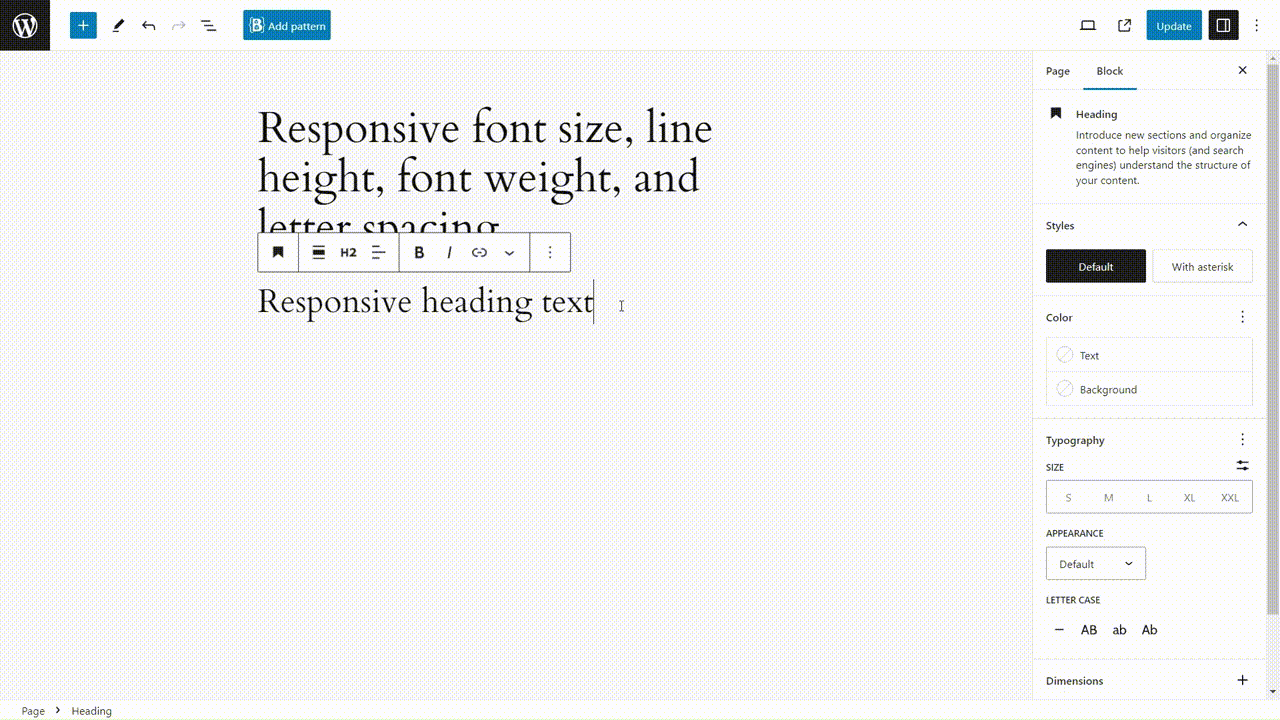 Add pattern
Update
Responsive font size, line
height, font weight, and
letter spacing
H2
B
I
Responsive heading text
Page
Block
Heading
Introduce new sections and organize
content to help visitors (and search
engines) understand the structure of
your content.
Styles
Default
With asterisk
Color
Text
Background
Typography
SIZE
S M L XL XXL
APPEARANCE
Default
LETTER CASE
— AB ab Ab
Dimensions
Page > Heading